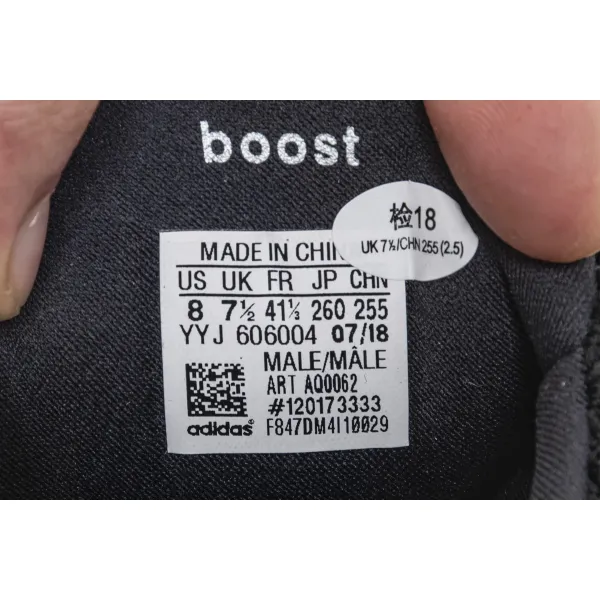 boost
检18
UK 7½/CHN 255 (2.5)
MADE IN CHIN
US UK FR JP CHN
8 7½ 41⅓ 260 255
YYJ 606004 07/18
MALE/MÂLE
ART AQ0062
#120173333
adidas F847DM4I10029